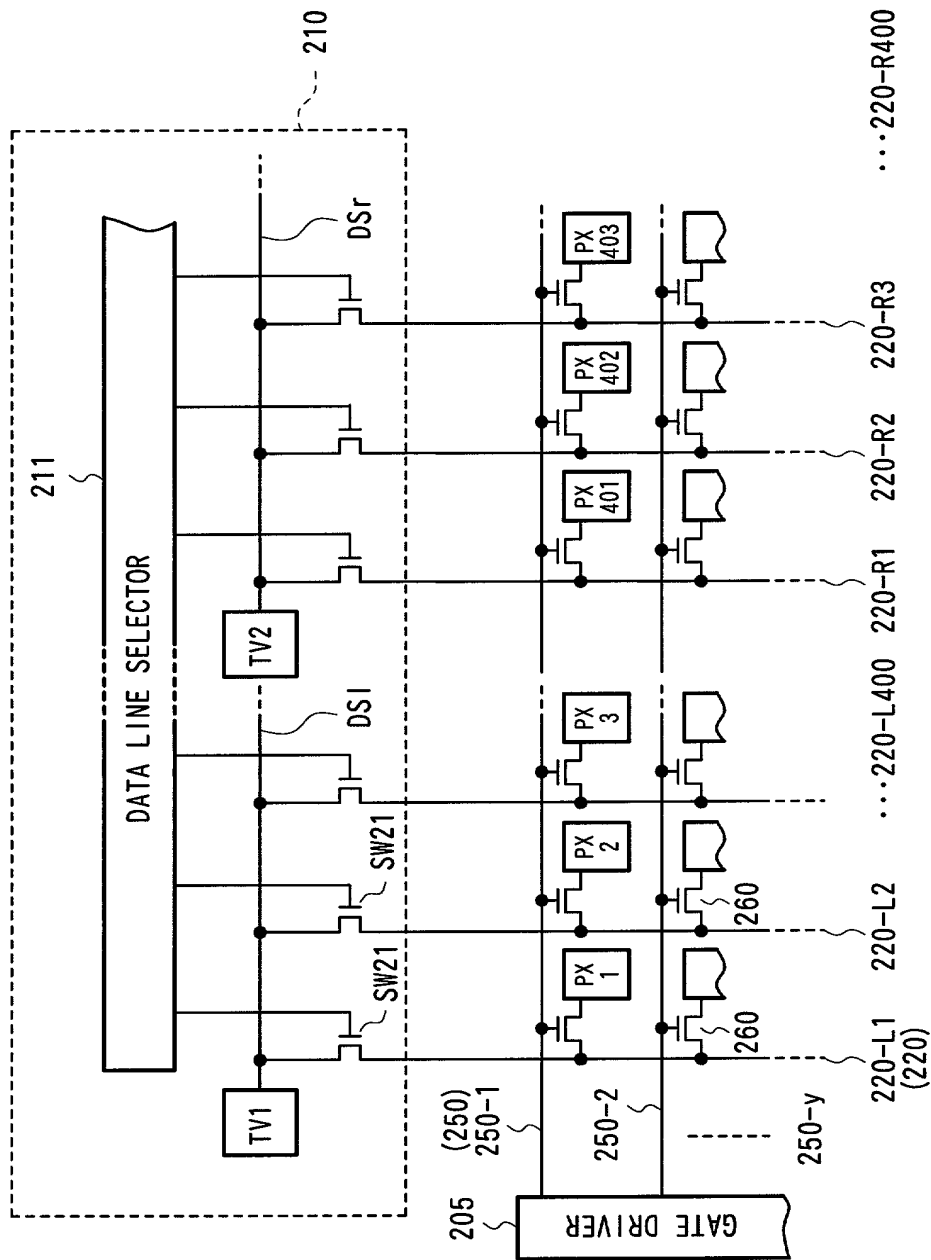 210
211
DATA LINE SELECTOR
TV1
DSl
TV2
DSr
SW21
SW21
205
GATE DRIVER
(250)
250-1
PX
1
PX
2
PX
3
PX
401
PX
402
PX
403
250-2
260
260
250-y
220-L1
(220)
220-L2
···220-L400
220-R1
220-R2
220-R3
···220-R400